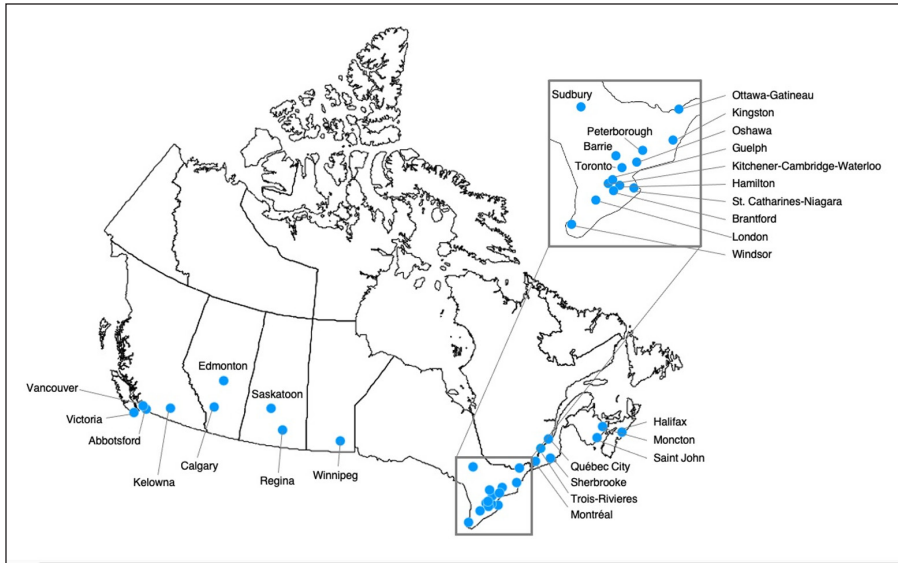 Sudbury
Ottawa-Gatineau
Kingston
Peterborough
Oshawa
Barrie
Guelph
Toronto
Kitchener-Cambridge-Waterloo
Hamilton
St. Catharines-Niagara
Brantford
London
Windsor
Edmonton
Vancouver
Saskatoon
Victoria
Abbotsford
Calgary
Kelowna
Regina
Winnipeg
Halifax
Moncton
Saint John
Québec City
Sherbrooke
Trois-Rivieres
Montréal